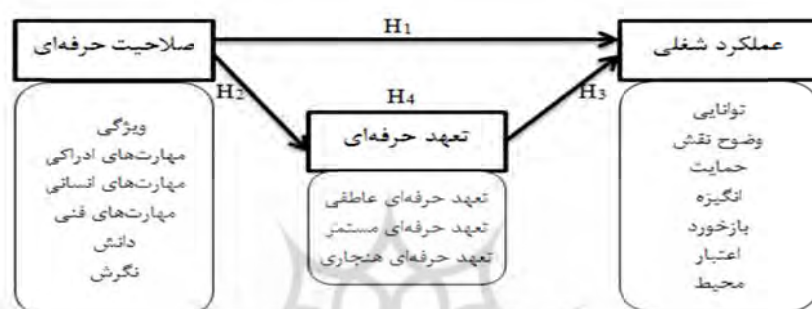 صلاحیت حرفه‌ای
H1
عملکرد شغلی
H2
H4
H3
تعهد حرفه‌ای
ویژگی
مهارت‌های ادراکی
مهارت‌های انسانی
مهارت‌های فنی
دانش
نگرش
تعهد حرفه‌ای عاطفی
تعهد حرفه‌ای مستمر
تعهد حرفه‌ای هنجاری
توانایی
وضوح نقش
حمایت
انگیزه
بازخورد
اعتبار
محیط